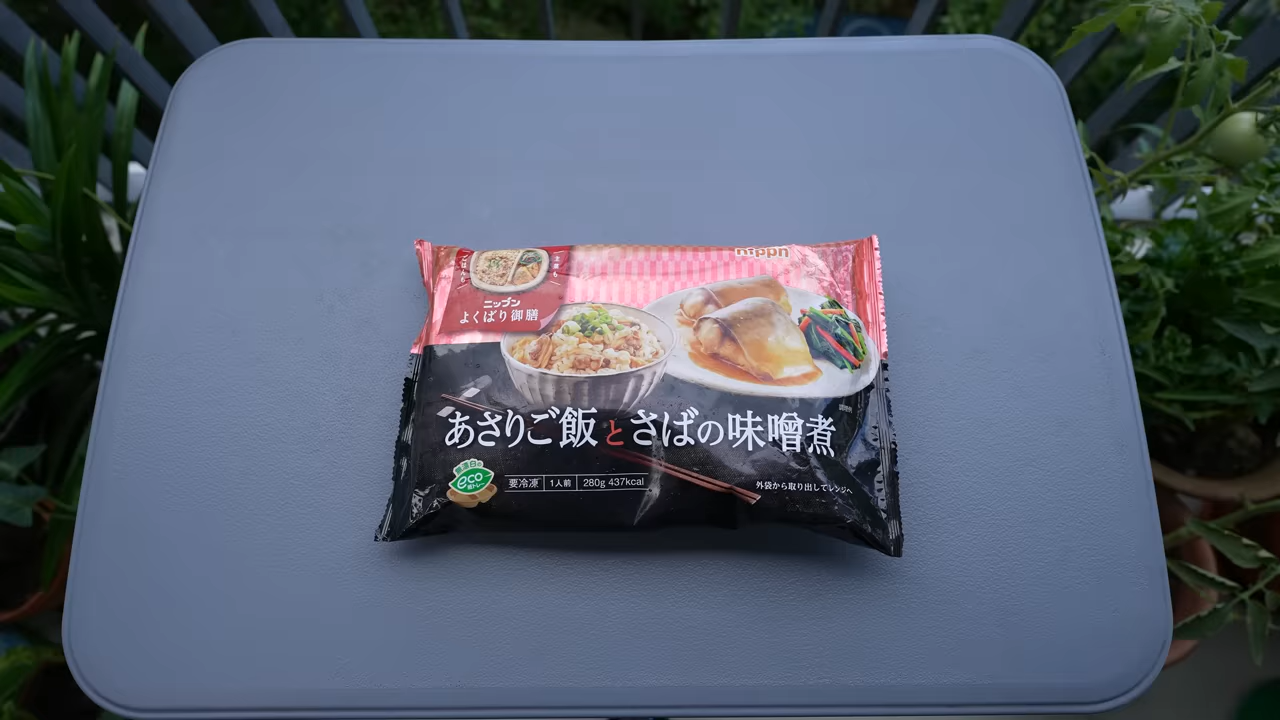 nippn
ニップン
よくばり御膳
あさりご飯とさばの味噌煮
eco
要冷凍 1人前 280g 437kcal
外袋から取り出してレンジへ